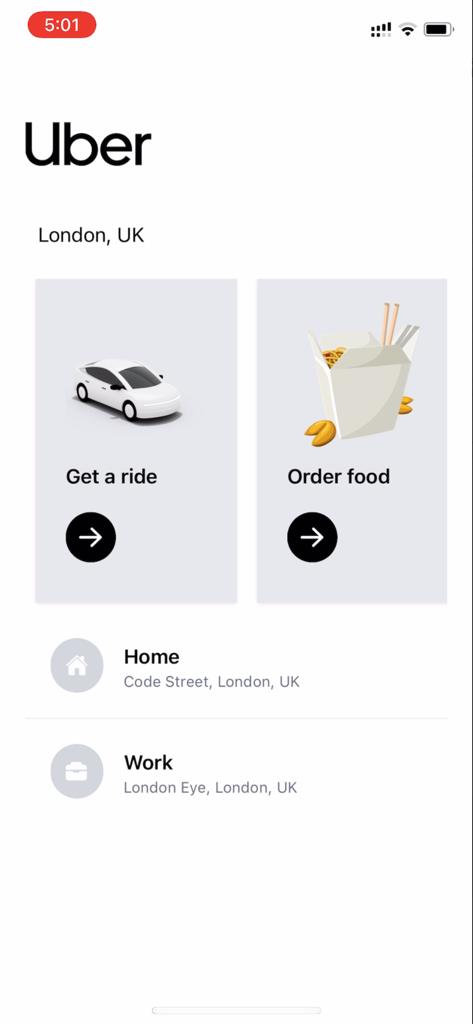 5:01
Uber
London, UK
Get a ride
Order food
Home
Code Street, London, UK
Work
London Eye, London, UK